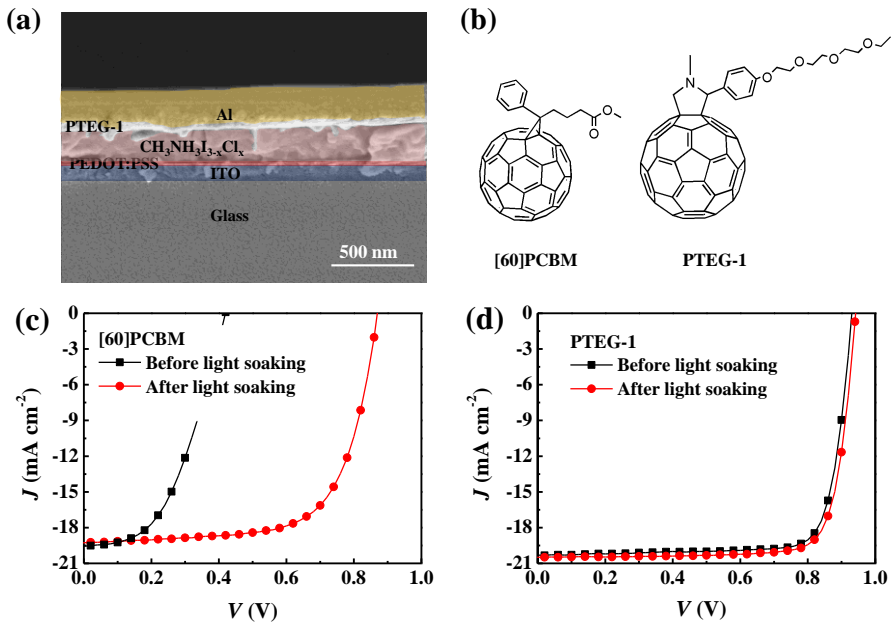 (a)
Al
PTEG-1
CH3NH3I3-xClx
PEDOT:PSS
ITO
Glass
500 nm
(b)
O
O
N
O
O
O
O
[60]PCBM
PTEG-1
(c)
[60]PCBM
Before light soaking
After light soaking
0
-3
-6
-9
-12
-15
-18
-21
J (mA cm-2)
0.0 0.2 0.4 0.6 0.8 1.0
V (V)
(d)
PTEG-1
Before light soaking
After light soaking
0
-3
-6
-9
-12
-15
-18
-21
J (mA cm-2)
0.0 0.2 0.4 0.6 0.8 1.0
V (V)